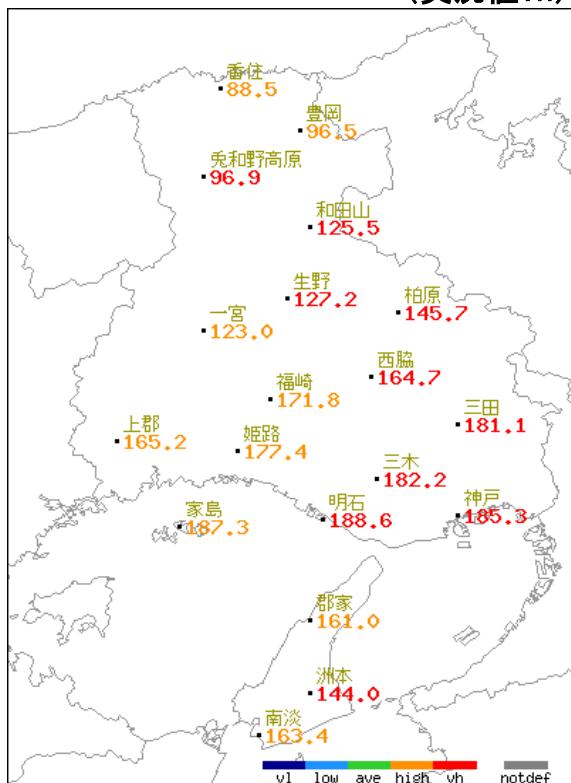 香住
88.5
豊岡
96.5
兎和野高原
96.9
和田山
125.5
生野
127.2
柏原
145.7
一宮
123.0
西脇
164.7
福崎
171.8
三田
181.1
上郡
165.2
姫路
177.4
三木
182.2
家島
187.3
明石
188.6
神戸
185.3
郡家
161.0
洲本
144.0
南淡
163.4
vl low ave high vh notdef